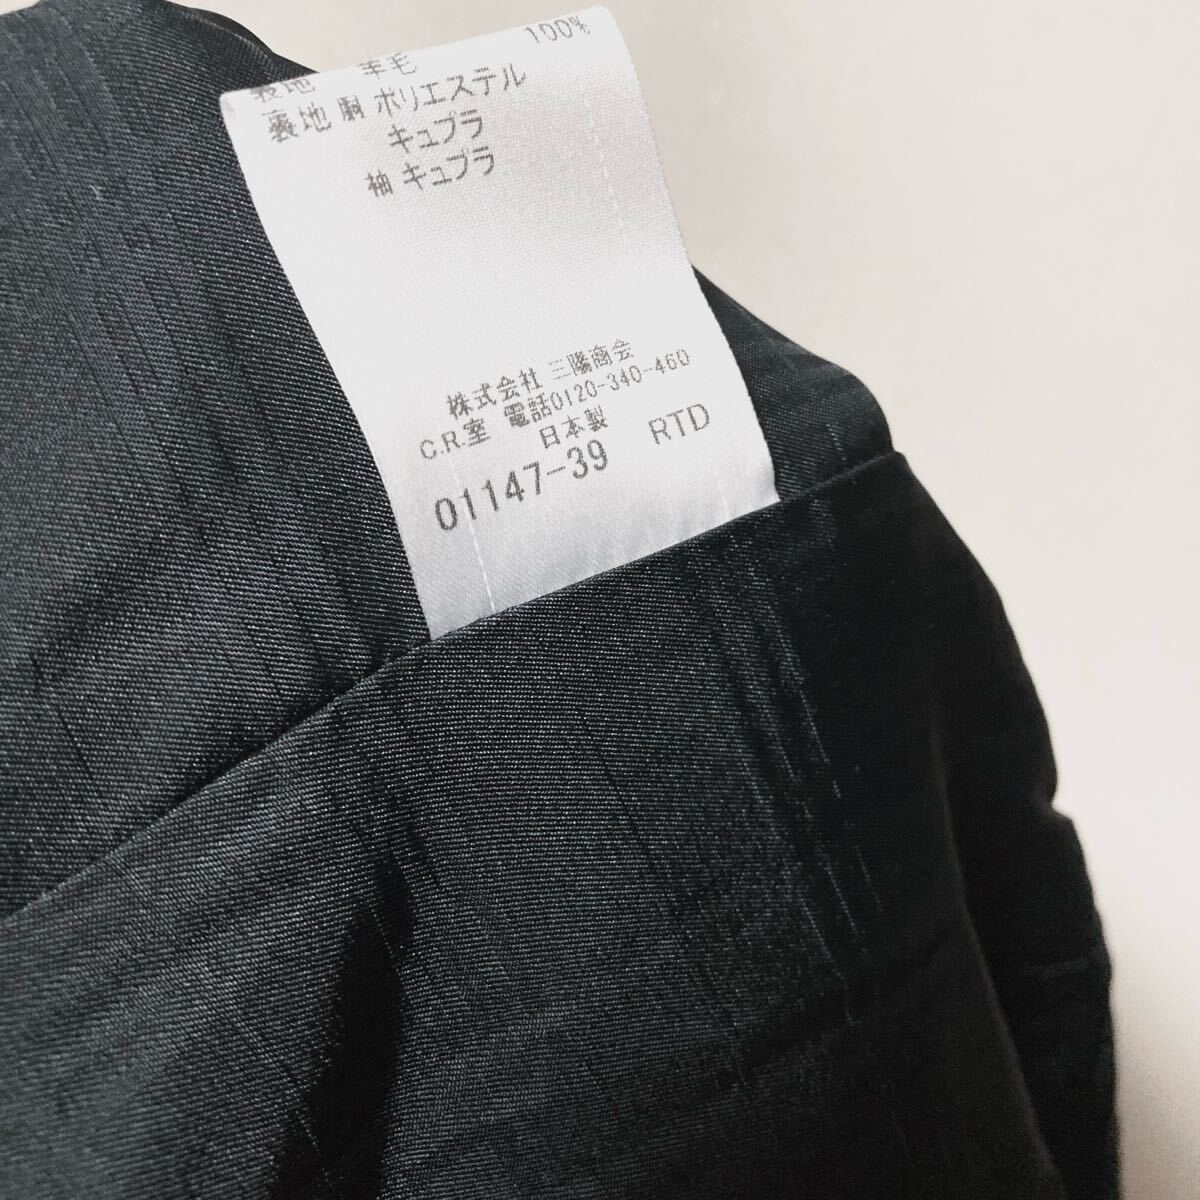 表地 羊毛 100%
裏地 胴 ポリエステル
キュプラ
袖 キュプラ
株式会社 三陽商会
C.R.室 電話0120-340-460
日本製
01147-39 RTD